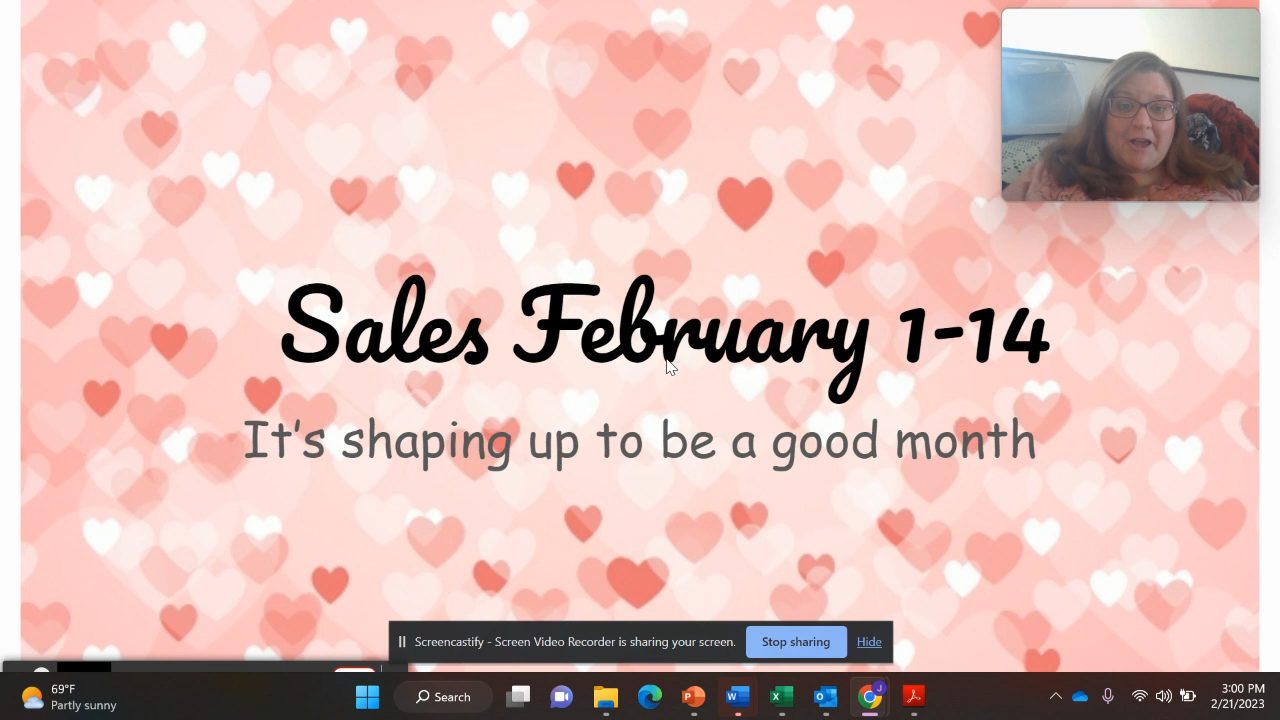 Sales February 1-14
It's shaping up to be a good month
Screencastify - Screen Video Recorder is sharing your screen.
Stop sharing
Hide
69°F
Partly sunny
Search
3:00 PM
2/21/2023